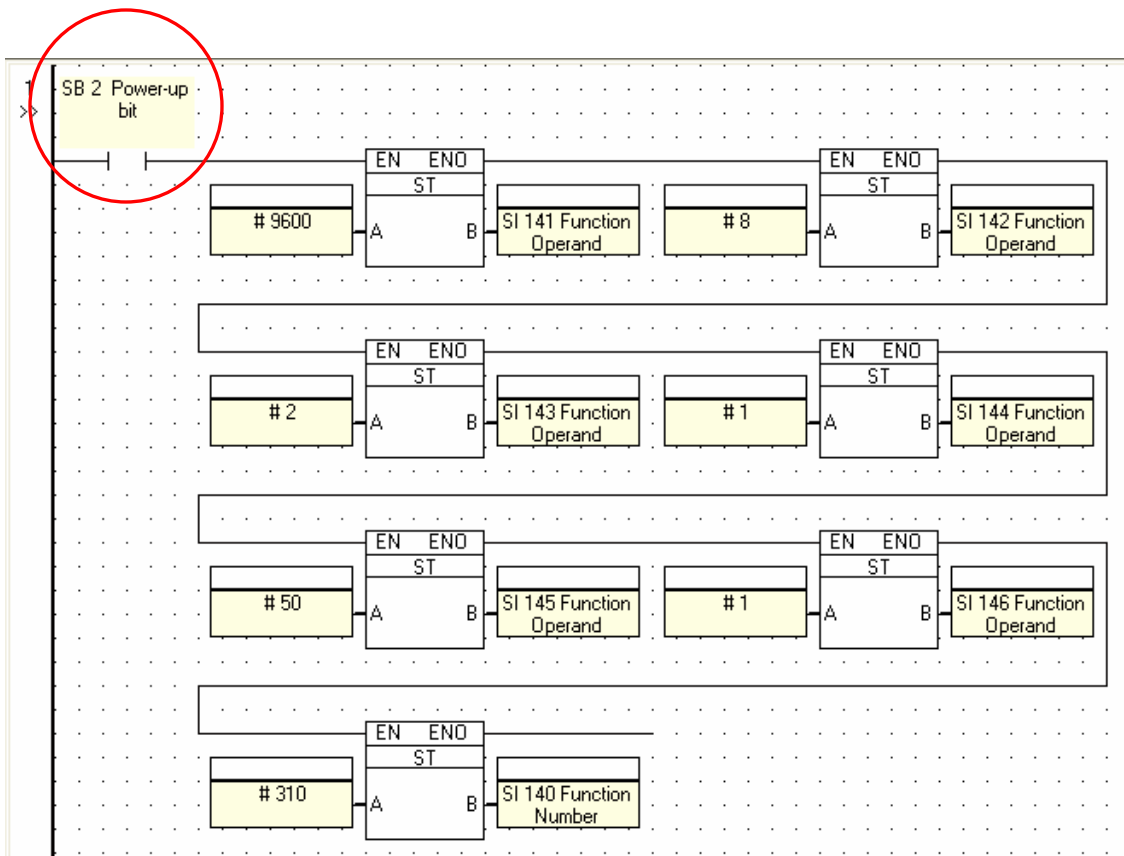 1
>>
SB 2 Power-up
bit
EN ENO
ST
# 9600
A
B
SI 141 Function
Operand
EN ENO
ST
# 8
A
B
SI 142 Function
Operand
EN ENO
ST
# 2
A
B
SI 143 Function
Operand
EN ENO
ST
# 1
A
B
SI 144 Function
Operand
EN ENO
ST
# 50
A
B
SI 145 Function
Operand
EN ENO
ST
# 1
A
B
SI 146 Function
Operand
EN ENO
ST
# 310
A
B
SI 140 Function
Number